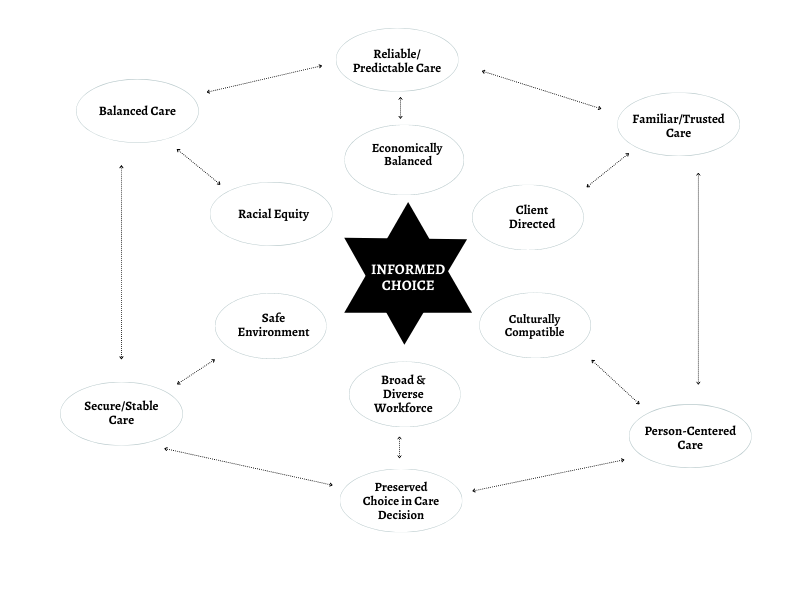 Reliable/
Predictable Care
Balanced Care
Familiar/Trusted
Care
Economically
Balanced
Racial Equity
Client
Directed
INFORMED
CHOICE
Safe
Environment
Culturally
Compatible
Broad &
Diverse
Workforce
Secure/Stable
Care
Person-Centered
Care
Preserved
Choice in Care
Decision